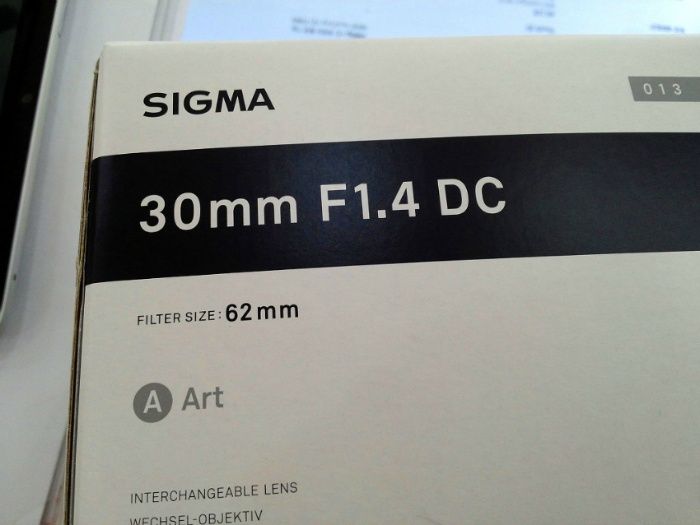 SIGMA
013
30mm F1.4 DC
FILTER SIZE: 62mm
A Art
INTERCHANGEABLE LENS
WECHSEL-OBJEKTIV